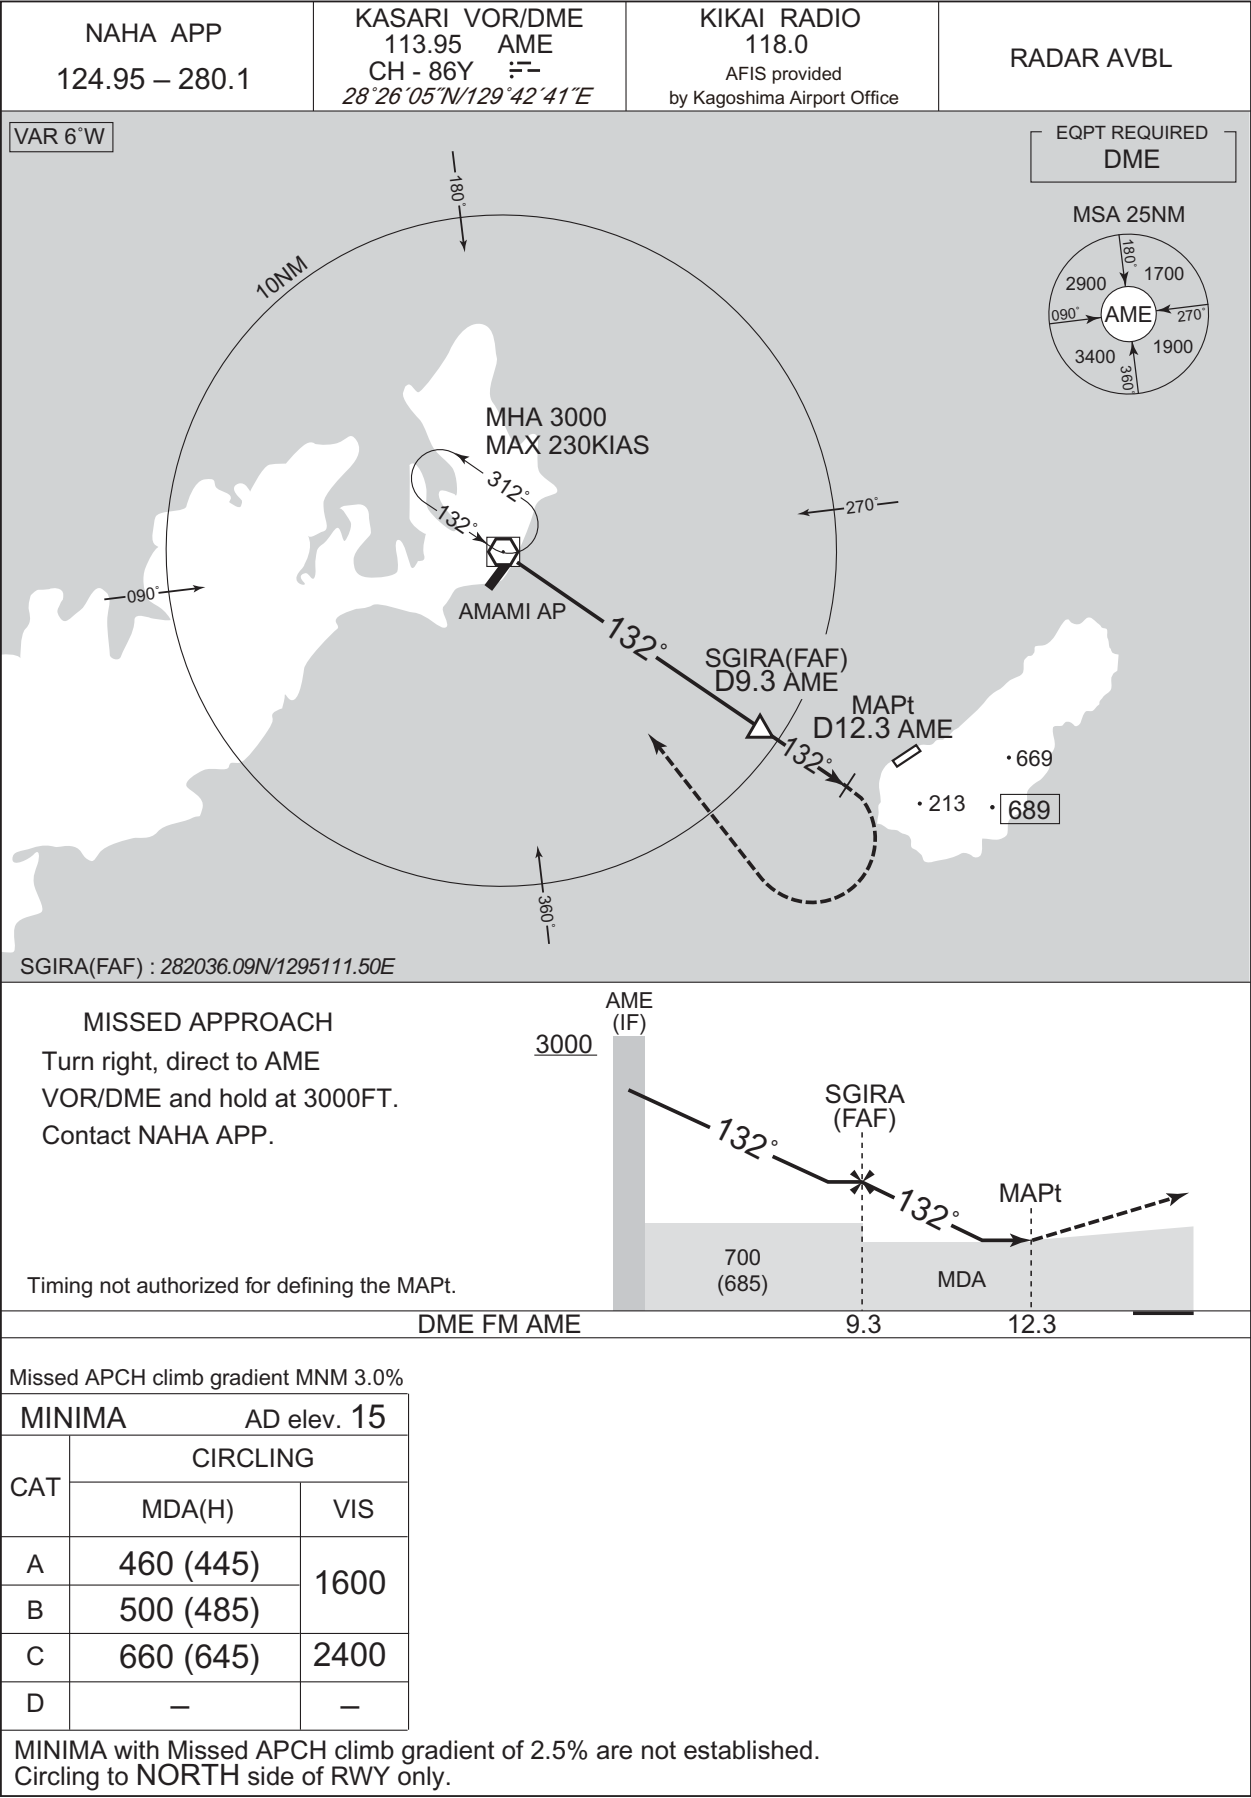 NAHA APP
124.95 – 280.1
KASARI VOR/DME
113.95 AME
CH - 86Y
28°26´05˝N/129°42´41˝E
KIKAI RADIO
118.0
AFIS provided
by Kagoshima Airport Office
RADAR AVBL
VAR 6°W
EQPT REQUIRED
DME
MSA 25NM
180°
2900
1700
090°
AME
270°
3400
1900
360°
180°
10NM
MHA 3000
MAX 230KIAS
312°
132°
270°
090°
AMAMI AP
132°
SGIRA(FAF)
D9.3 AME
MAPt
D12.3 AME
132°
669
213
689
360°
SGIRA(FAF) : 282036.09N/1295111.50E
MISSED APPROACH
Turn right, direct to AME
VOR/DME and hold at 3000FT.
Contact NAHA APP.
Timing not authorized for defining the MAPt.
AME
(IF)
3000
SGIRA
(FAF)
132°
132°
MAPt
700
(685)
MDA
DME FM AME 9.3 12.3
Missed APCH climb gradient MNM 3.0%
MINIMA AD elev. 15
CAT
CIRCLING
MDA(H) VIS
A 460 (445) 1600
B 500 (485)
C 660 (645) 2400
D – –
MINIMA with Missed APCH climb gradient of 2.5% are not established.
Circling to NORTH side of RWY only.